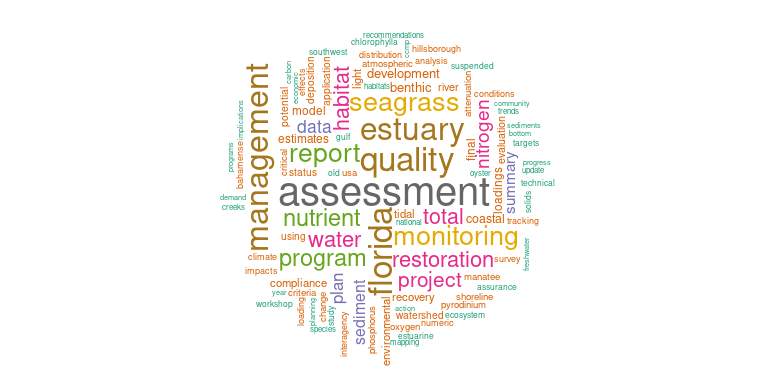 recommendations
chlorophylla
ccmp
hillsborough
southwest
distribution
atmospheric
analysis
suspended
carbon
economic
effects
deposition
application
habitat
light
development
habitats
benthic
river
attenuation
conditions
potential
model
seagrass
community
trends
management
data
estuary
nitrogen
evaluation
sediments
bottom
implications
estimates
gulf
targets
report
quality
final
summary
programs
bahamense
critical
status
old
usa
oyster
loadings
progress
update
technical
assessment
demand
creeks
solids
nutrient
florida
tidal
national
total
coastal
tracking
using
water
monitoring
climate
program
restoration
survey
freshwater
impacts
compliance
plan
sediment
project
manatee
assurance
year
criteria
recovery
shoreline
workshop
loading
planning
change
study
species
interagency
phosphorus
environmental
action
watershed
pyrodinium
ecosystem
oxygen
numeric
estuarine
mapping